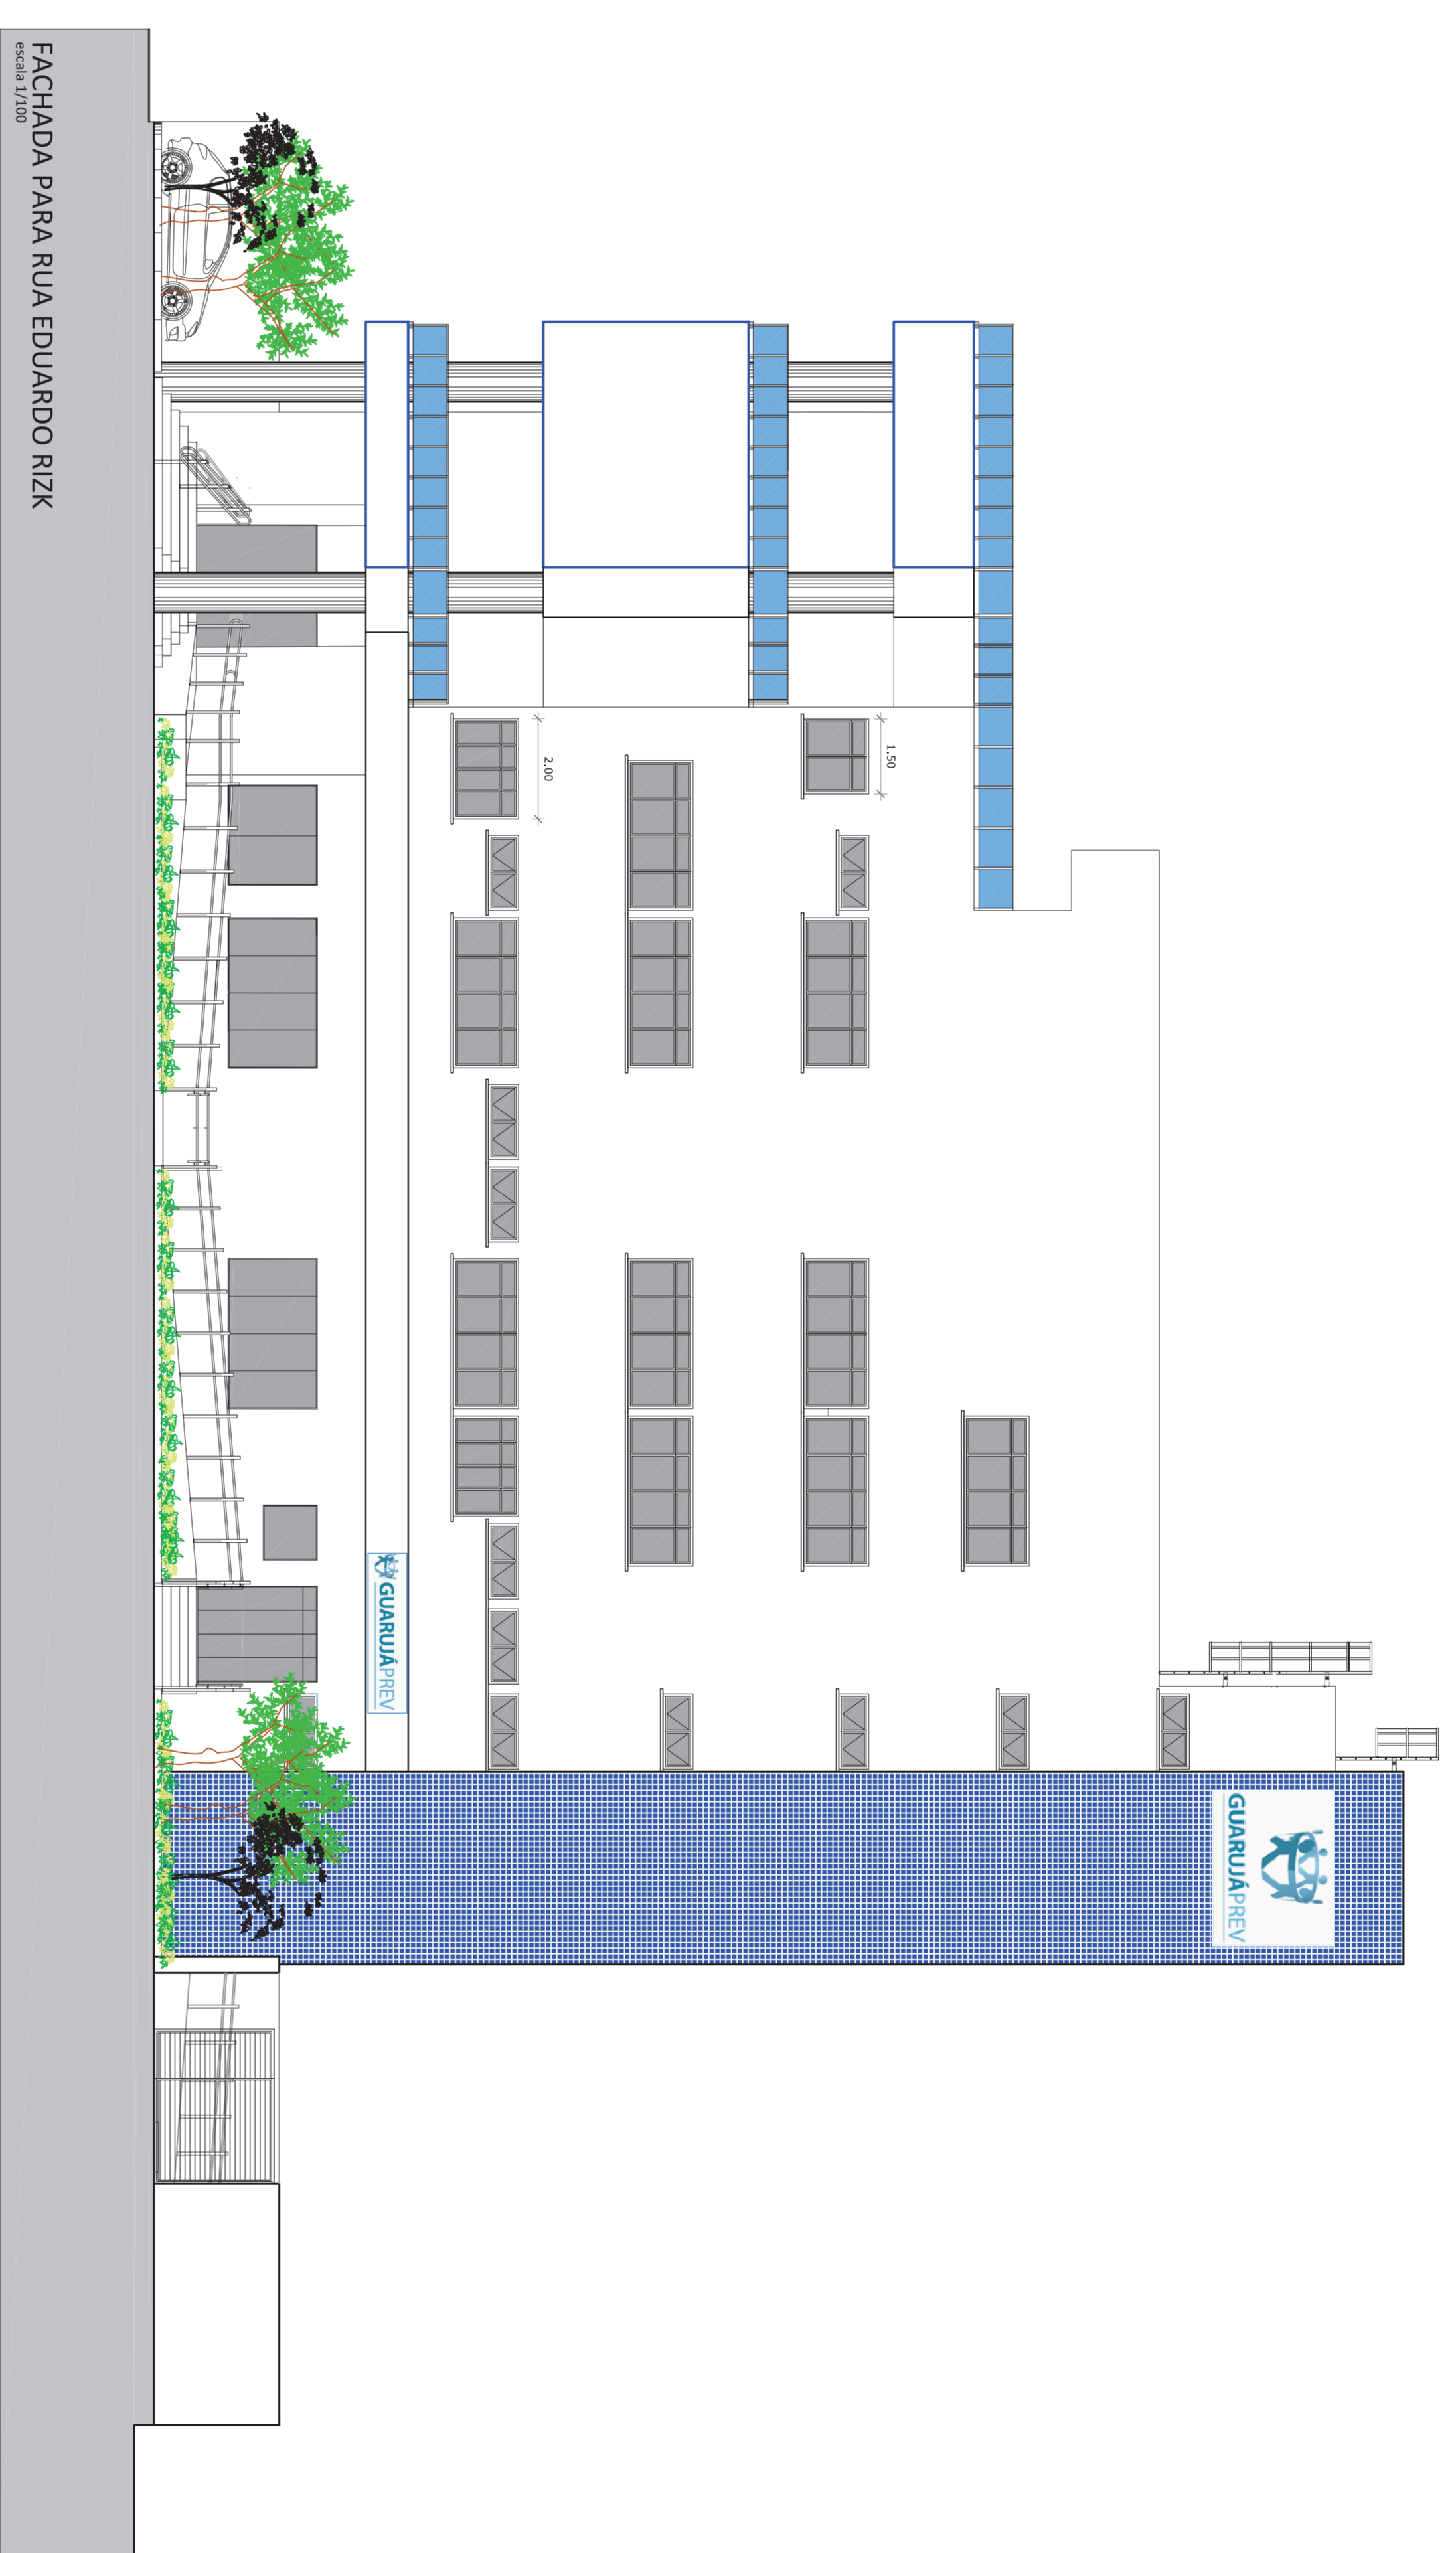 GUARUJÁPREV
1.50
2.00
GUARUJÁPREV
FACHADA PARA RUA EDUARDO RIZK
escala 1/100